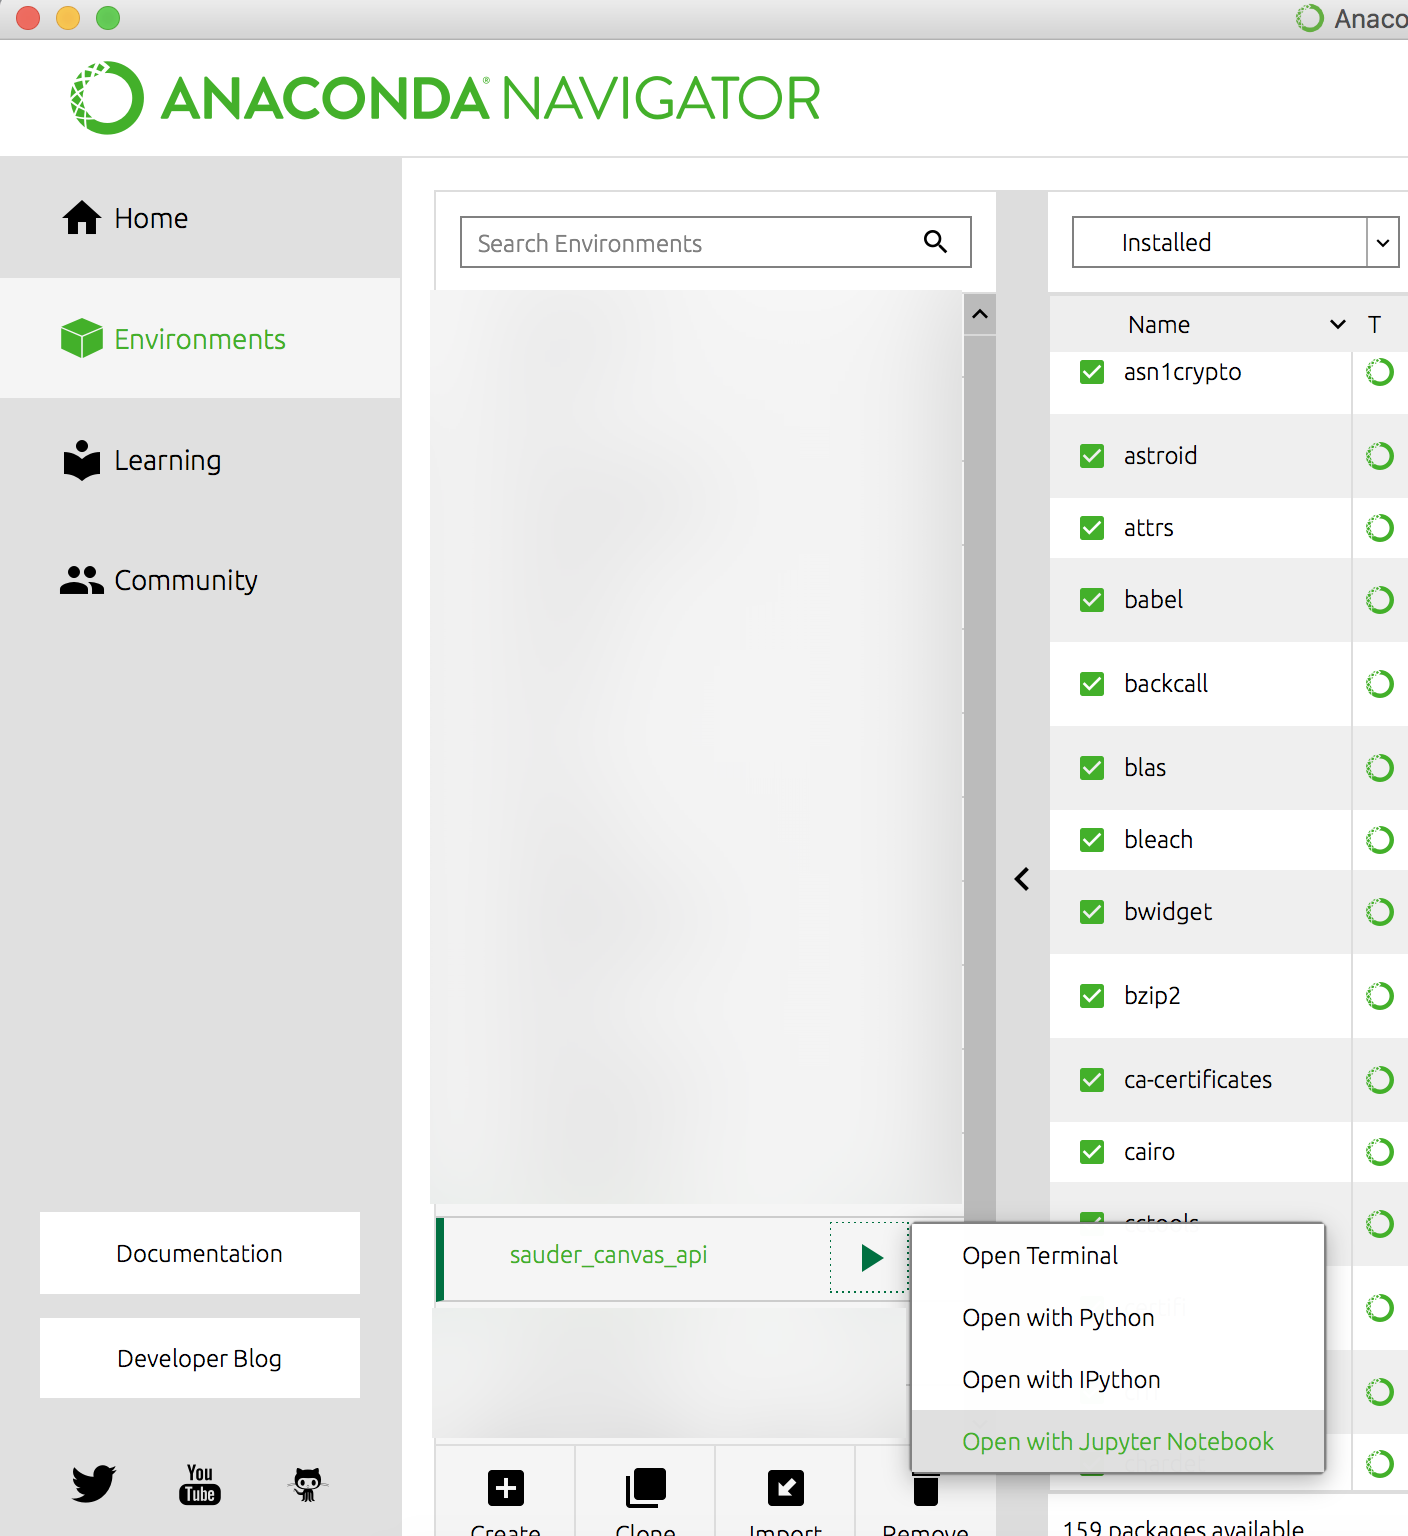 Anaco
ANACONDA® NAVIGATOR
Home
Environments
Learning
Community
Documentation
Developer Blog
You
Tube
Search Environments
sauder_canvas_api
Open Terminal
Open with Python
Open with IPython
Open with Jupyter Notebook
Create
Clone
Import
Remove
Installed
Name
T
asn1crypto
astroid
attrs
babel
backcall
blas
bleach
bwidget
bzip2
ca-certificates
cairo
cctools
159 packages available